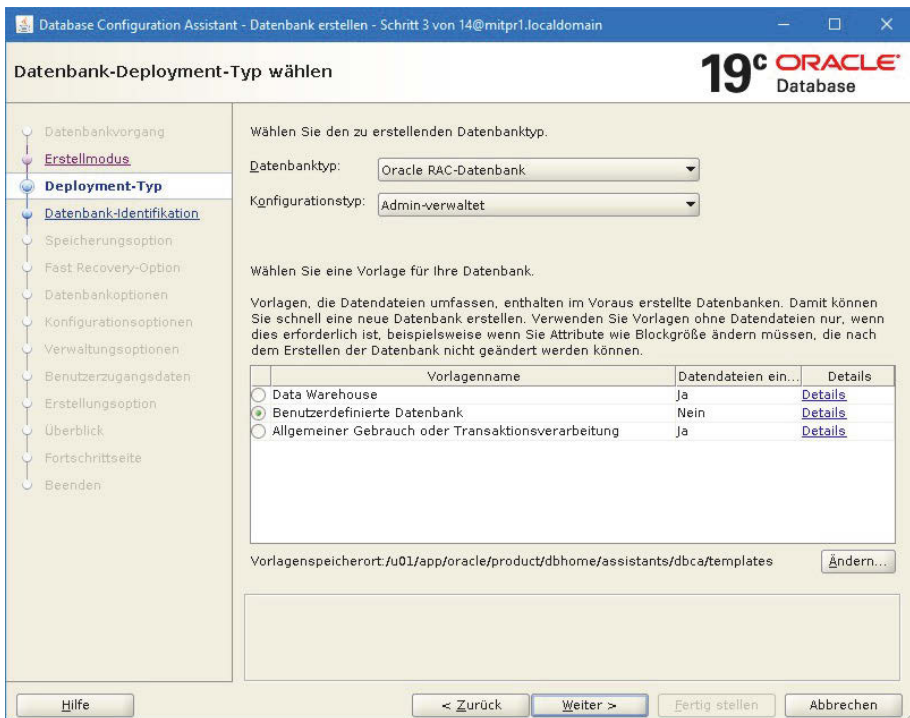 Database Configuration Assistant - Datenbank erstellen - Schritt 3 von 14@mitpr1.localdomain
Datenbank-Deployment-Typ wählen
19c ORACLE
Database
Datenbankvorgang
Erstellmodus
Deployment-Typ
Datenbank-Identifikation
Speicherungsoption
Fast Recovery-Option
Datenbankoptionen
Konfigurationsoptionen
Verwaltungsoptionen
Benutzerzugangsdaten
Erstellungsoption
Überblick
Fortschrittseite
Beenden
Wählen Sie den zu erstellenden Datenbanktyp.
Datenbanktyp: Oracle RAC-Datenbank
Konfigurationstyp: Admin-verwaltet
Wählen Sie eine Vorlage für Ihre Datenbank.
Vorlagen, die Datendateien umfassen, enthalten im Voraus erstellte Datenbanken. Damit können
Sie schnell eine neue Datenbank erstellen. Verwenden Sie Vorlagen ohne Datendateien nur, wenn
dies erforderlich ist, beispielsweise wenn Sie Attribute wie Blockgröße ändern müssen, die nach
dem Erstellen der Datenbank nicht geändert werden können.
Vorlagenname Datendateien ein... Details
Data Warehouse Ja Details
Benutzerdefinierte Datenbank Nein Details
Allgemeiner Gebrauch oder Transaktionsverarbeitung Ja Details
Vorlagenspeicherort:/u01/app/oracle/product/dbhome/assistants/dbca/templates Ändern...
Hilfe < Zurück Weiter > Fertig stellen Abbrechen